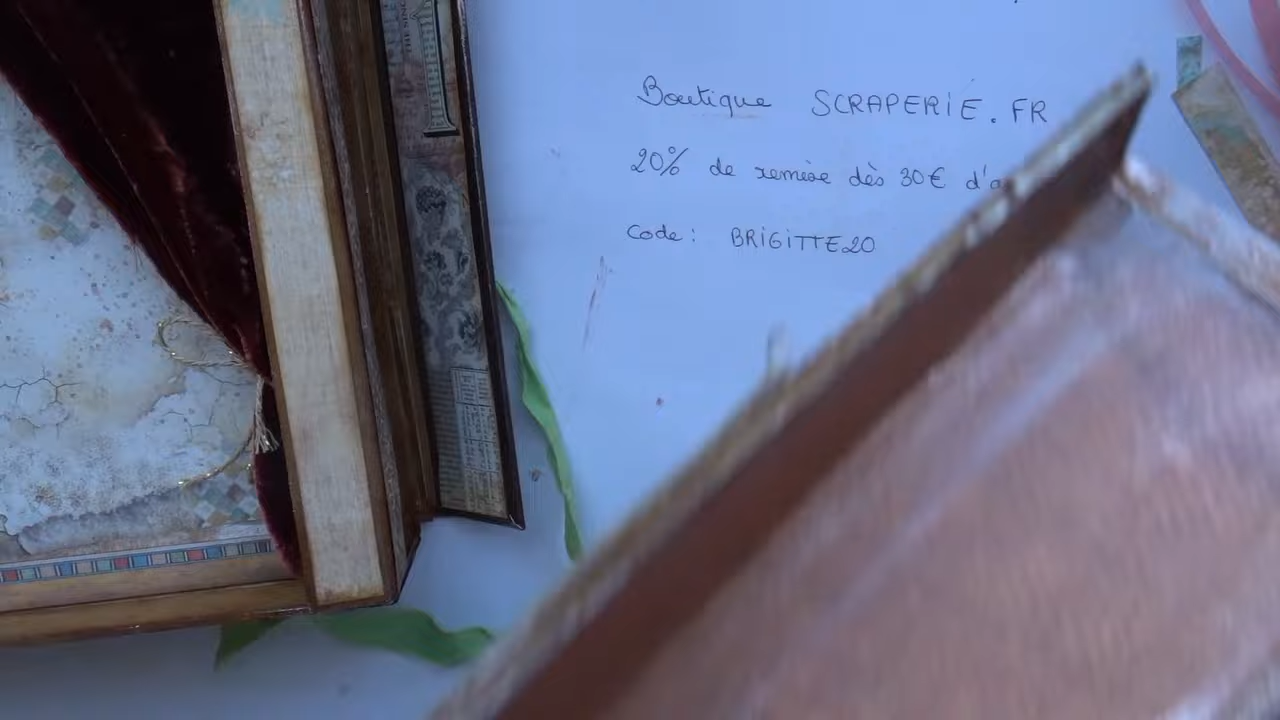 Boutique SCRAPERIE.FR
20% de remise dès 30€ d'a
Code : BRIGITTE20